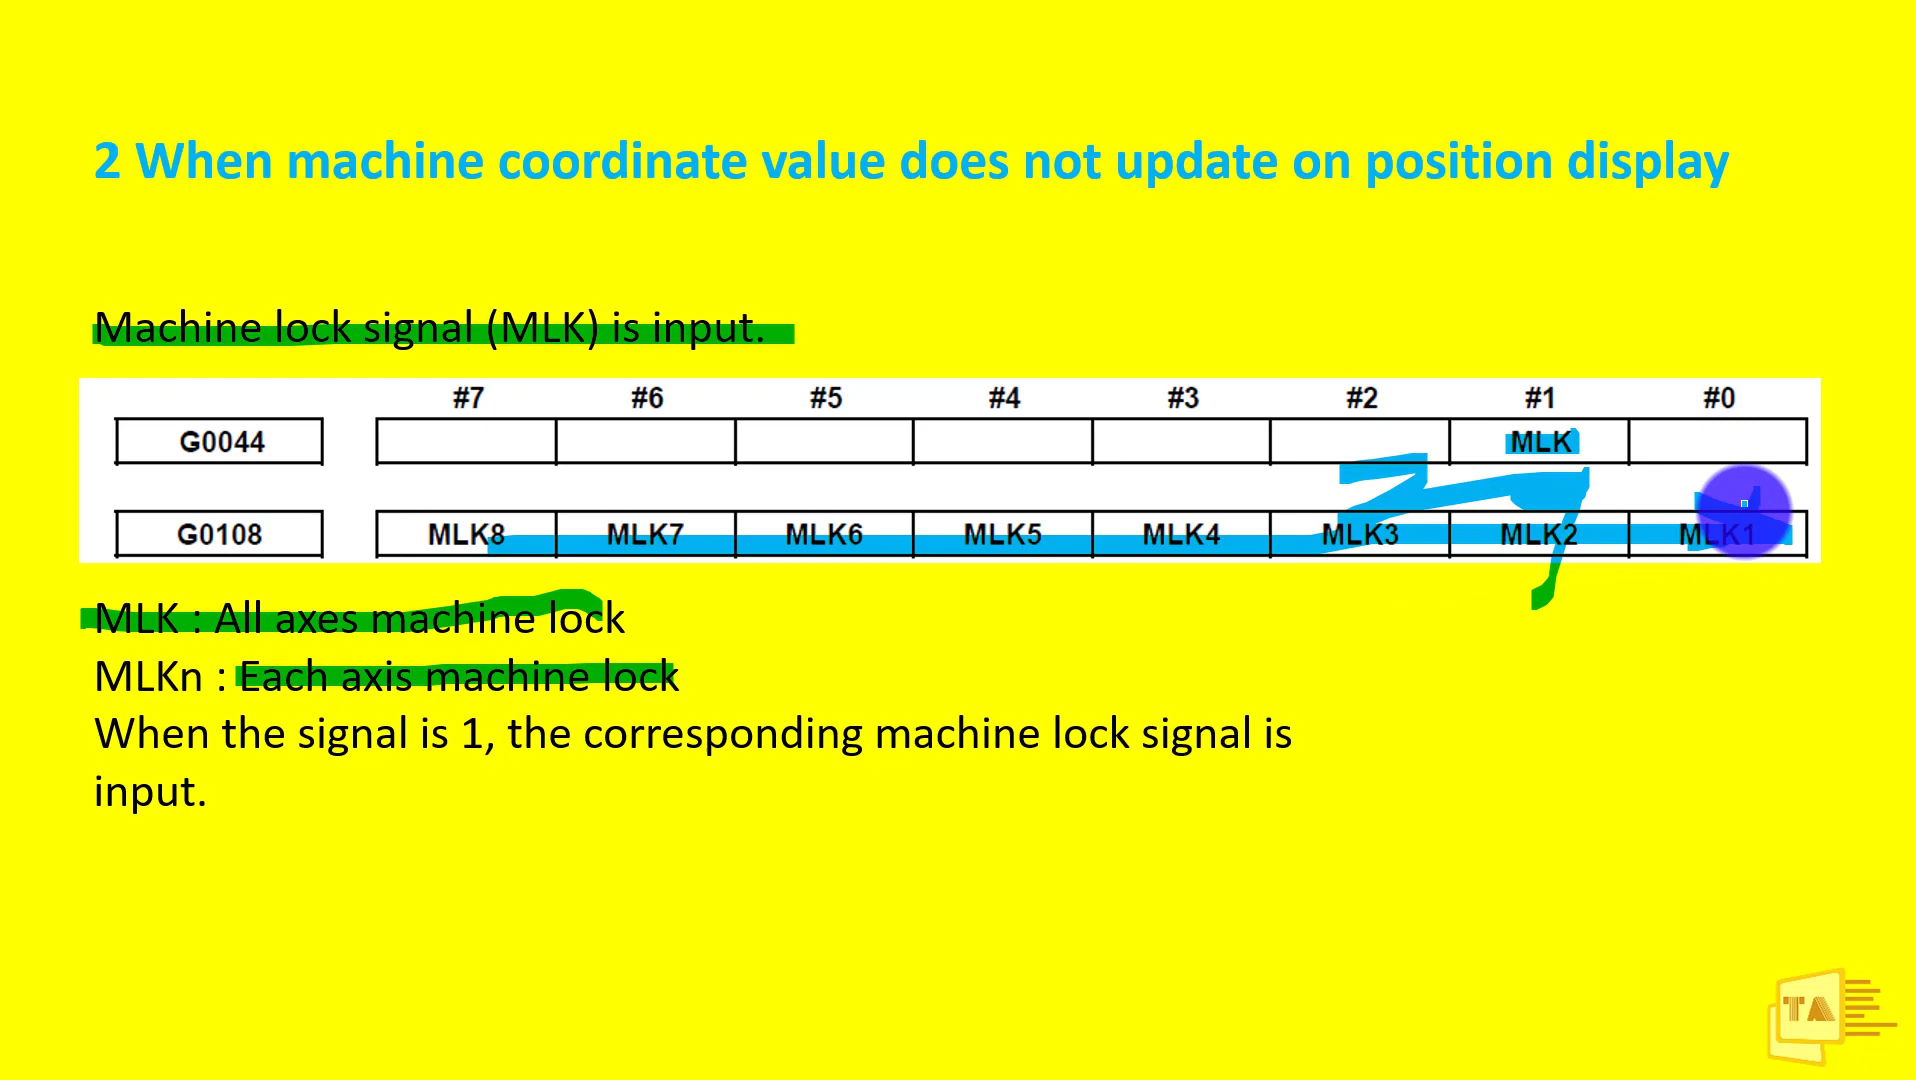 2 When machine coordinate value does not update on position display
Machine lock signal (MLK) is input.
#7 #6 #5 #4 #3 #2 #1 #0
G0044 MLK
G0108 MLK8 MLK7 MLK6 MLK5 MLK4 MLK3 MLK2 MLK1
MLK : All axes machine lock
MLKn : Each axis machine lock
When the signal is 1, the corresponding machine lock signal is
input.
TA